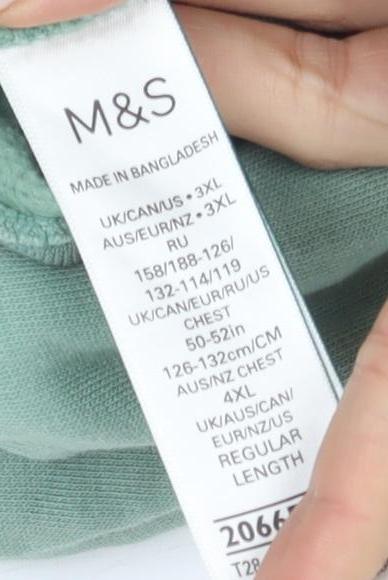 M&S
MADE IN BANGLADESH
UK/CAN/US • 3XL
AUS/EUR/NZ • 3XL
RU
158/188-126/
132-114/119
UK/CAN/EUR/RU/US
CHEST
50-52in
126-132cm/CM
AUS/NZ CHEST
4XL
UK/AUS/CAN/
EUR/NZ/US
REGULAR
LENGTH
2066
T28